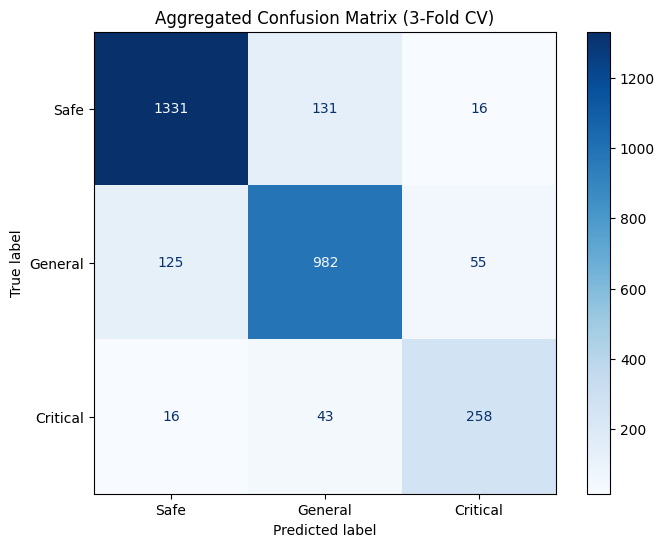 Aggregated Confusion Matrix (3-Fold CV)
Safe 1331 131 16
General 125 982 55
Critical 16 43 258
Safe General Critical
Predicted label
True label
1200
1000
800
600
400
200